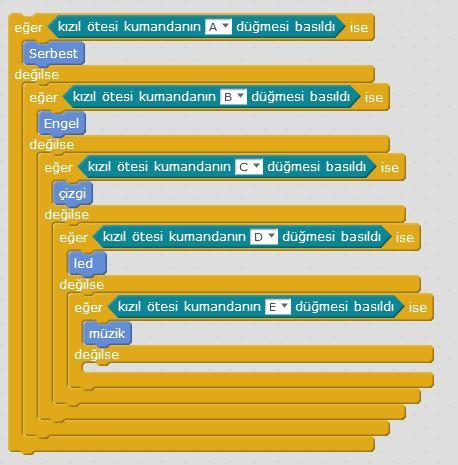 eğer kızıl ötesi kumandanın A düğmesi basıldı ise
Serbest
değilse
eğer kızıl ötesi kumandanın B düğmesi basıldı ise
Engel
değilse
eğer kızıl ötesi kumandanın C düğmesi basıldı ise
çizgi
değilse
eğer kızıl ötesi kumandanın D düğmesi basıldı ise
led
değilse
eğer kızıl ötesi kumandanın E düğmesi basıldı ise
müzik
değilse